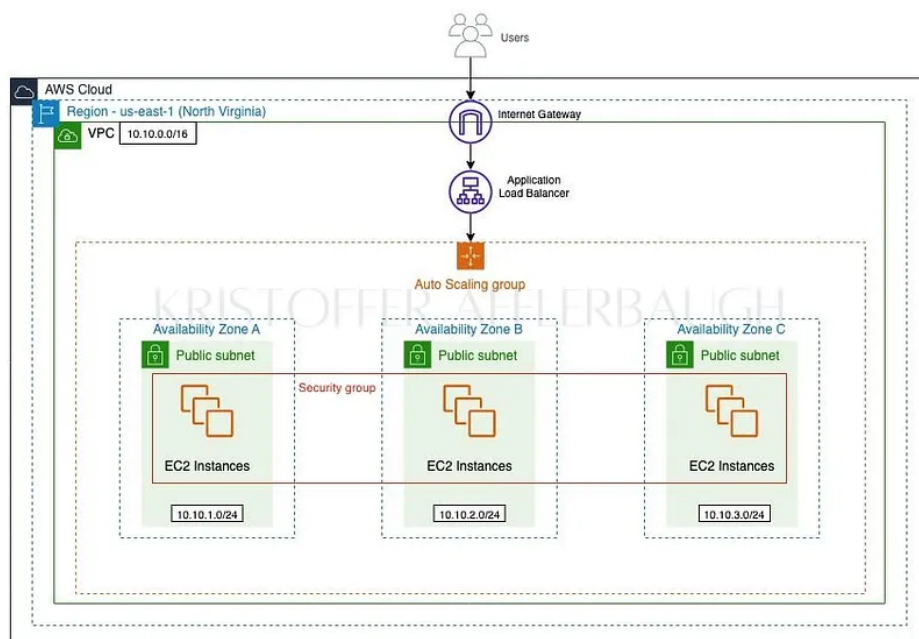 Users
AWS Cloud
Region - us-east-1 (North Virginia)
VPC 10.10.0.0/16
Internet Gateway
Application
Load Balancer
Auto Scaling group
KRISTOFFER AFFLERBAUGH
Availability Zone A
Availability Zone B
Availability Zone C
Public subnet
Public subnet
Public subnet
Security group
EC2 Instances
EC2 Instances
EC2 Instances
10.10.1.0/24
10.10.2.0/24
10.10.3.0/24